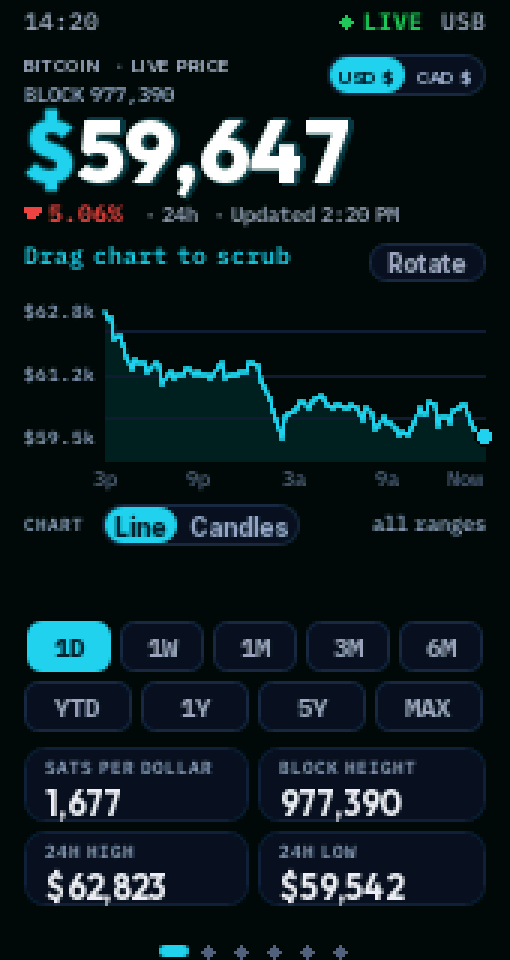 14:20 LIVE USB
BITCOIN · LIVE PRICE
USD $ CAD $
BLOCK 977,390
$59,647
5.06% · 24h · Updated 2:20 PM
Drag chart to scrub
Rotate
$62.8k
$61.2k
$59.5k
3p 9p 3a 9a Now
CHART Line Candles all ranges
1D 1W 1M 3M 6M
YTD 1Y 5Y MAX
SATS PER DOLLAR BLOCK HEIGHT
1,677 977,390
24H HIGH 24H LOW
$62,823 $59,542